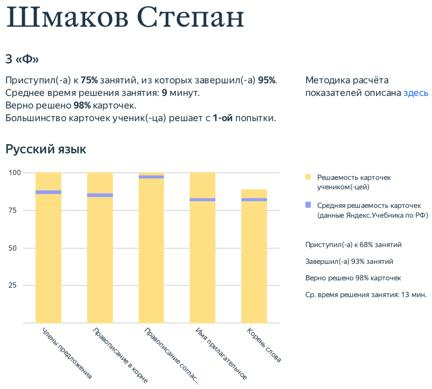 Шмаков Степан
3 «Ф»
Приступил(-а) к 75% занятий, из которых завершил(-а) 95%.
Среднее время решения занятия: 9 минут.
Верно решено 98% карточек.
Большинство карточек ученик(-ца) решает с 1-ой попытки.
Методика расчёта
показателей описана здесь
Русский язык
100
75
50
25
Члены предложения
Правописание в корне
Правописание соглас...
Имя прилагательное
Корень слова
Решаемость карточек
учеником(-цей)
Средняя решаемость карточек
(данные Яндекс.Учебника по РФ)
Приступил(-а) к 68% занятий
Завершил(-а) 93% занятий
Верно решено 98% карточек
Ср. время решения занятия: 13 мин.